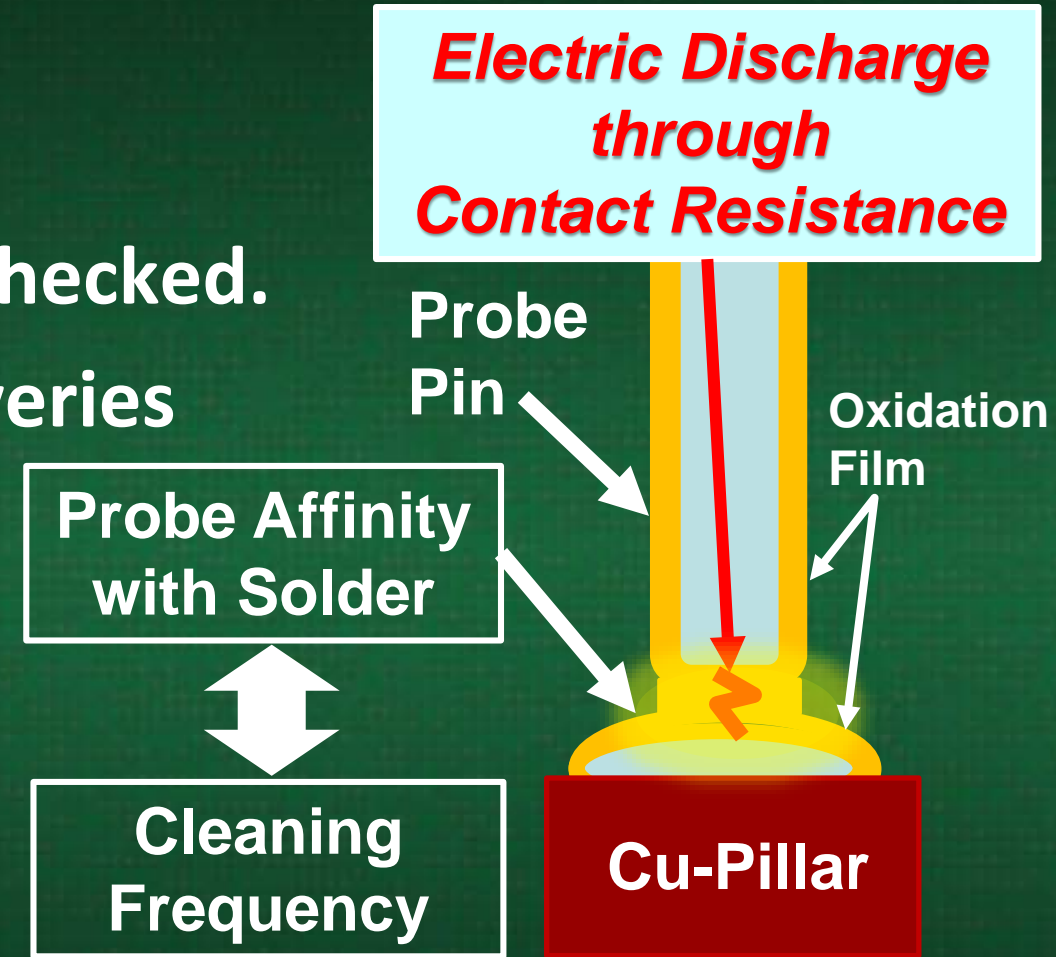 Electric Discharge
through
Contact Resistance
hecked.
Probe
Pin
veries
Oxidation
Film
Probe Affinity
with Solder
Cleaning
Frequency
Cu-Pillar